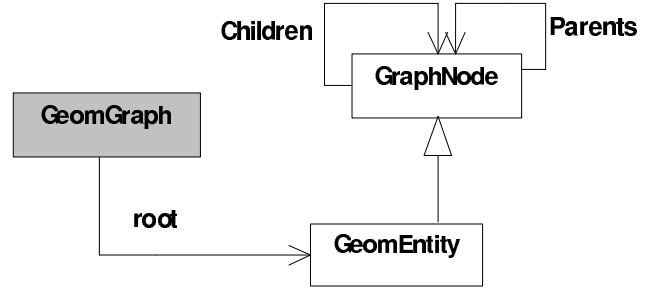 Children
Parents
GraphNode
GeomGraph
root
GeomEntity